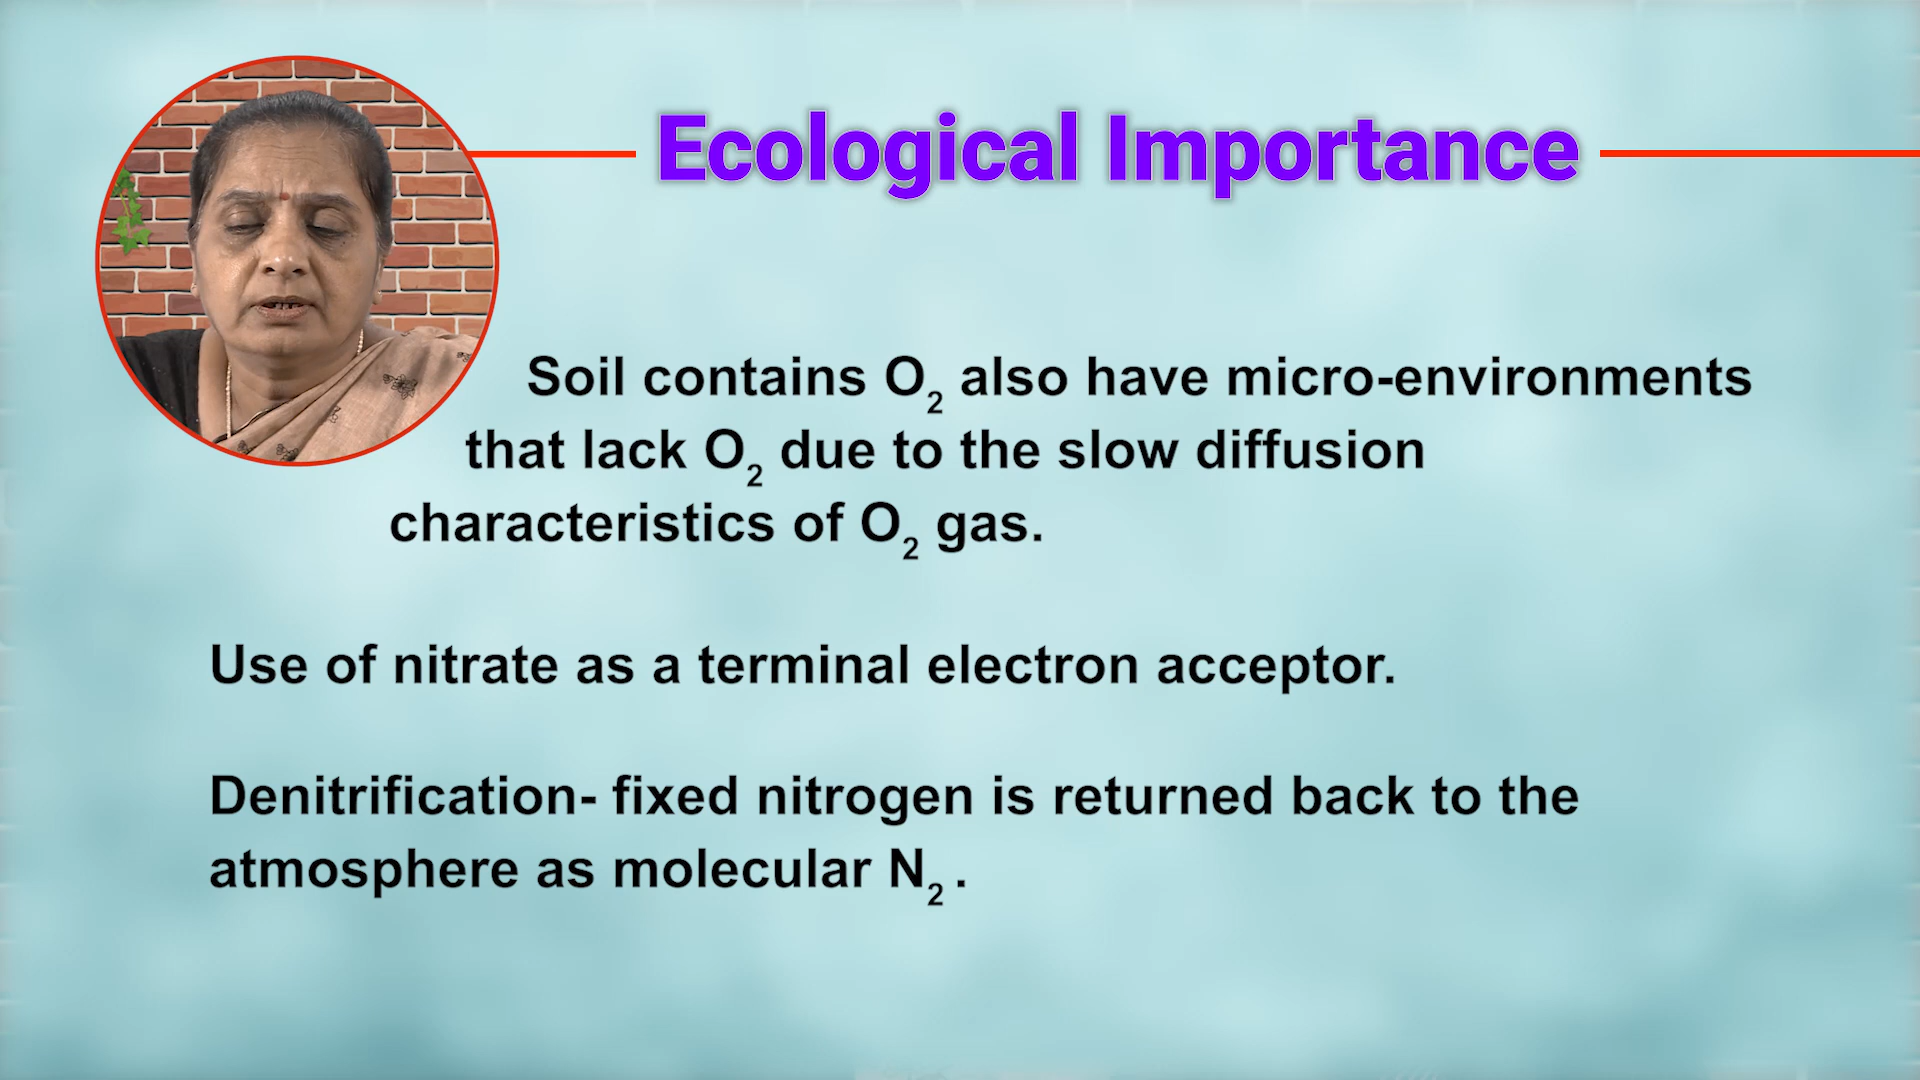 Ecological Importance
Soil contains O₂ also have micro-environments
that lack O₂ due to the slow diffusion
characteristics of O₂ gas.
Use of nitrate as a terminal electron acceptor.
Denitrification- fixed nitrogen is returned back to the
atmosphere as molecular N₂ .